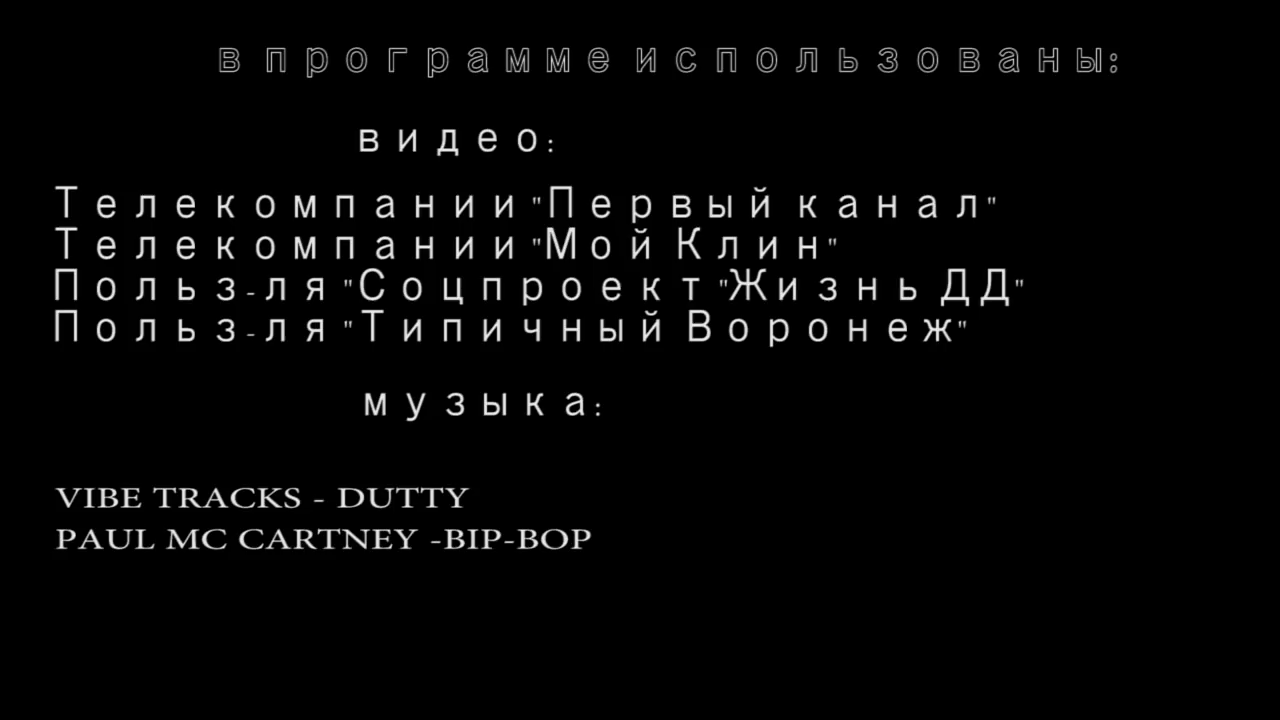 в программе использованы:
видео:
Телекомпании "Первый канал"
Телекомпании "Мой Клин"
Польз-ля "Соцпроект "Жизнь ДД"
Польз-ля "Типичный Воронеж"
музыка:
VIBE TRACKS - DUTTY
PAUL MC CARTNEY -BIP-BOP